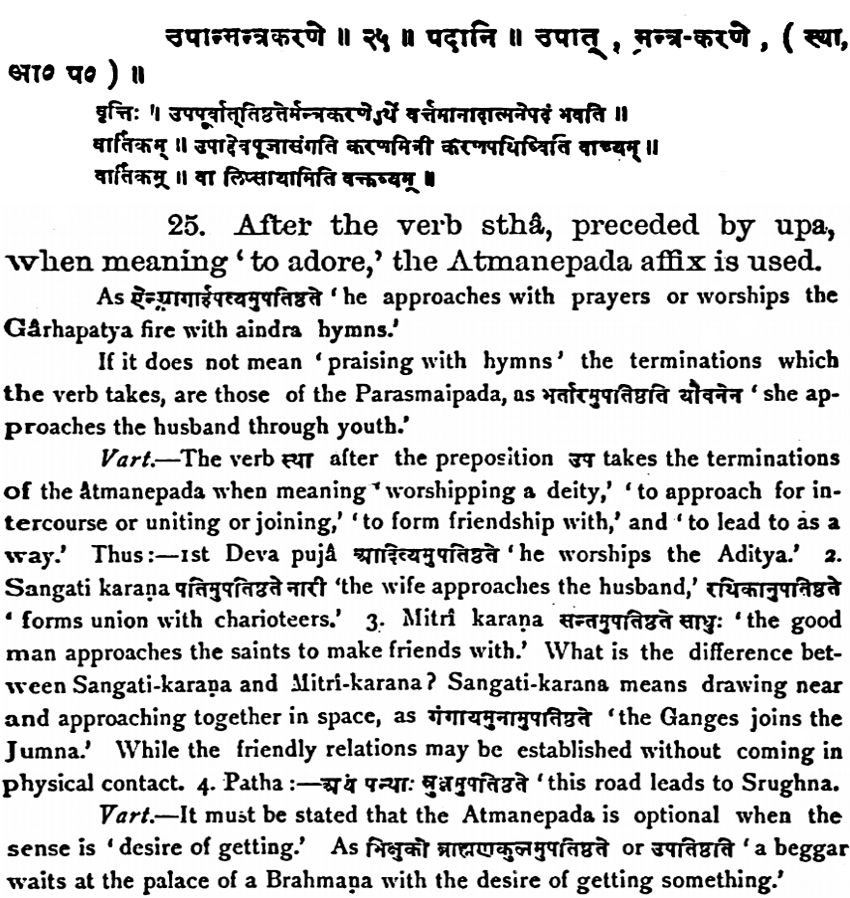 उपान्मन्त्रकरणे ॥ २५ ॥ पदानि ॥ उपात् , मन्त्र-करणे , ( स्था,
आ० प० ) ॥
वृत्तिः ॥ उपपूर्वात्तिष्ठतेर्मन्त्रकरणेऽर्थे वर्त्तमानादात्मनेपदं भवति ॥
वार्तिकम् ॥ उपादेवपूजासंगति करणमित्री करणपथिष्विति वाच्यम् ॥
वार्तिकम् ॥ वा लिप्सायामिति वक्तव्यम् ॥
25. After the verb sthâ, preceded by upa,
when meaning ‘to adore,’ the Atmanepada affix is used.
As ऐन्द्र्यागार्हपत्यमुपतिष्ठते ‘he approaches with prayers or worships the
Gârhapatya fire with aindra hymns.’
If it does not mean ‘praising with hymns’ the terminations which
the verb takes, are those of the Parasmaipada, as भर्तारमुपतिष्ठति यौवनेन ‘she ap-
proaches the husband through youth.’
Vart.—The verb स्था after the preposition उप takes the terminations
of the âtmanepada when meaning ‘worshipping a deity,’ ‘to approach for in-
tercourse or uniting or joining,’ ‘to form friendship with,’ and ‘to lead to as a
way.’ Thus:—1st Deva pujâ आदित्यमुपतिष्ठते ‘he worships the Aditya.’ 2.
Sangati karaṇa पतिमुपतिष्ठते नारी ‘the wife approaches the husband,’ रथिकानुपतिष्ठते
‘forms union with charioteers.’ 3. Mitrî karaṇa सन्तमुपतिष्ठते साधुः ‘the good
man approaches the saints to make friends with.’ What is the difference bet-
ween Sangati-karaṇa and Mitrî-karana? Sangati-karana means drawing near
and approaching together in space, as गंगायमुनामुपतिष्ठते ‘the Ganges joins the
Jumna.’ While the friendly relations may be established without coming in
physical contact. 4. Patha :—अयं पन्थाः स्रुघ्नमुपतिष्ठते ‘this road leads to Srughna.
Vart.—It must be stated that the Atmanepada is optional when the
sense is ‘desire of getting.’ As भिक्षुको ब्राह्मणकुलमुपतिष्ठते or उपतिष्ठति ‘a beggar
waits at the palace of a Brahmaṇa with the desire of getting something.’